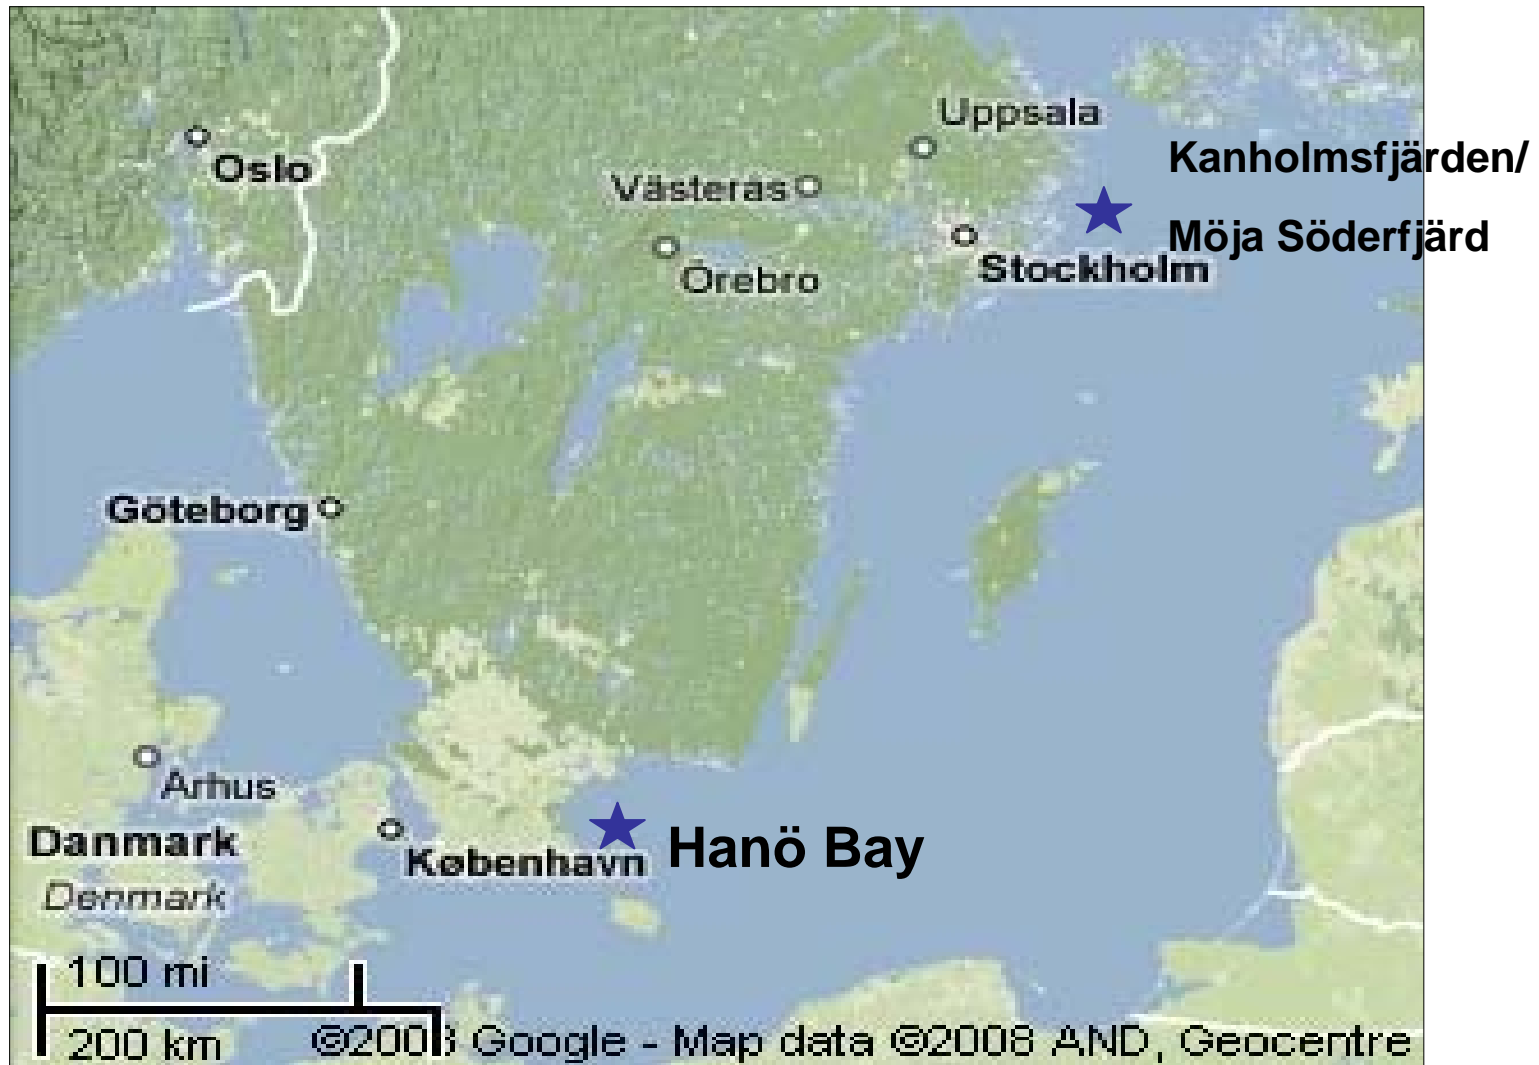 Uppsala
Kanholmsfjärden/
Oslo
Västerås
Möja Söderfjärd
Örebro
Stockholm
Göteborg
Århus
Hanö Bay
Danmark
København
Denmark
100 mi
200 km
©2008 Google - Map data ©2008 AND, Geocentre